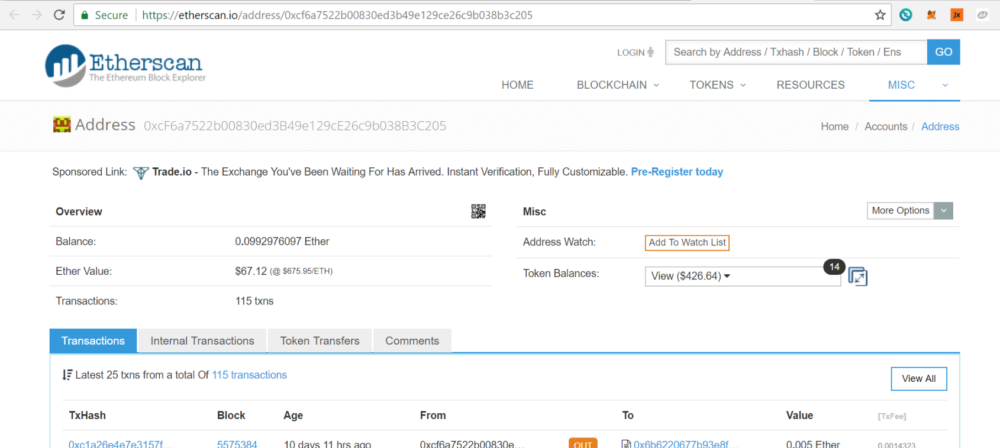 Secure https://etherscan.io/address/0xcf6a7522b00830ed3b49e129ce26c9b038b3c205
Jx
Ask
LOGIN
Search by Address / Txhash / Block / Token / Ens
GO
Etherscan
The Ethereum Block Explorer
HOME BLOCKCHAIN TOKENS RESOURCES MISC
Address 0xcF6a7522b00830ed3B49e129cE26c9b038B3C205
Home / Accounts / Address
Sponsored Link: Trade.io - The Exchange You've Been Waiting For Has Arrived. Instant Verification, Fully Customizable. Pre-Register today
Overview
Balance: 0.0992976097 Ether
Ether Value: $67.12 (@ $675.95/ETH)
Transactions: 115 txns
Misc
More Options
Address Watch: Add To Watch List
Token Balances: View ($426.64) 14
Transactions Internal Transactions Token Transfers Comments
Latest 25 txns from a total Of 115 transactions
View All
TxHash Block Age From To Value [TxFee]
0xc1a26e4e7e3157f... 5575384 10 days 11 hrs ago 0xcf6a7522b00830e... OUT 0x6b6220677b93e8f... 0.005 Ether 0.0014323